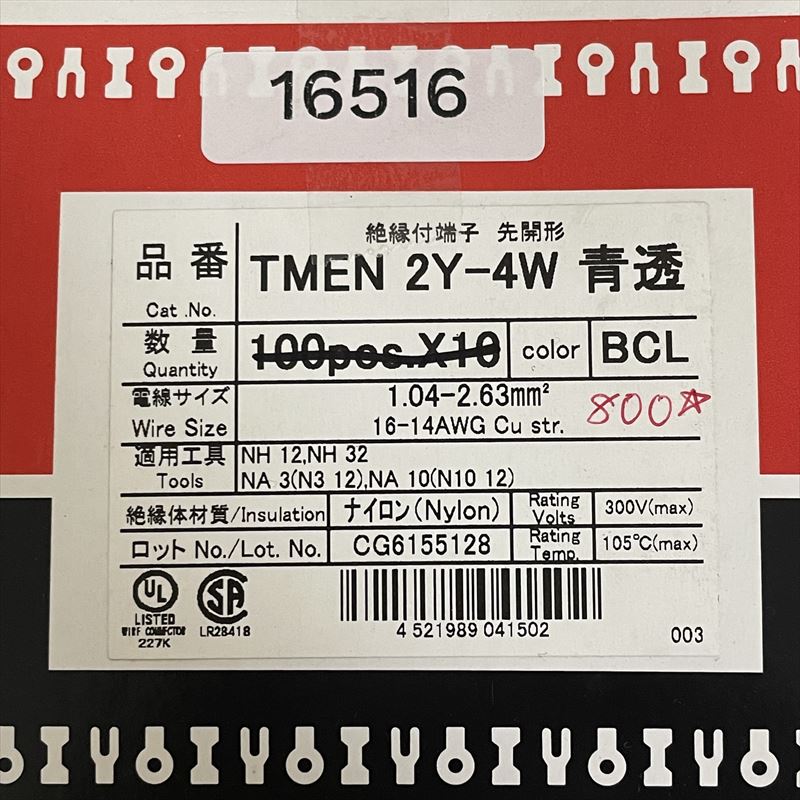 16516
絶縁付端子 先開形
品番 TMEN 2Y-4W 青透
Cat .No.
数量 100pcs.X10 color BCL
Quantity
電線サイズ 1.04-2.63mm²
Wire Size 16-14AWG Cu str. 800☆
適用工具 NH 12,NH 32
Tools NA 3(N3 12),NA 10(N10 12)
絶縁体材質/Insulation ナイロン(Nylon) Rating Volts 300V(max)
ロット No./Lot. No. CG6155128 Rating Temp. 105℃(max)
UL SA
LISTED
WIRE CONNECTOR LR28418
227K
4 521989 041502 003